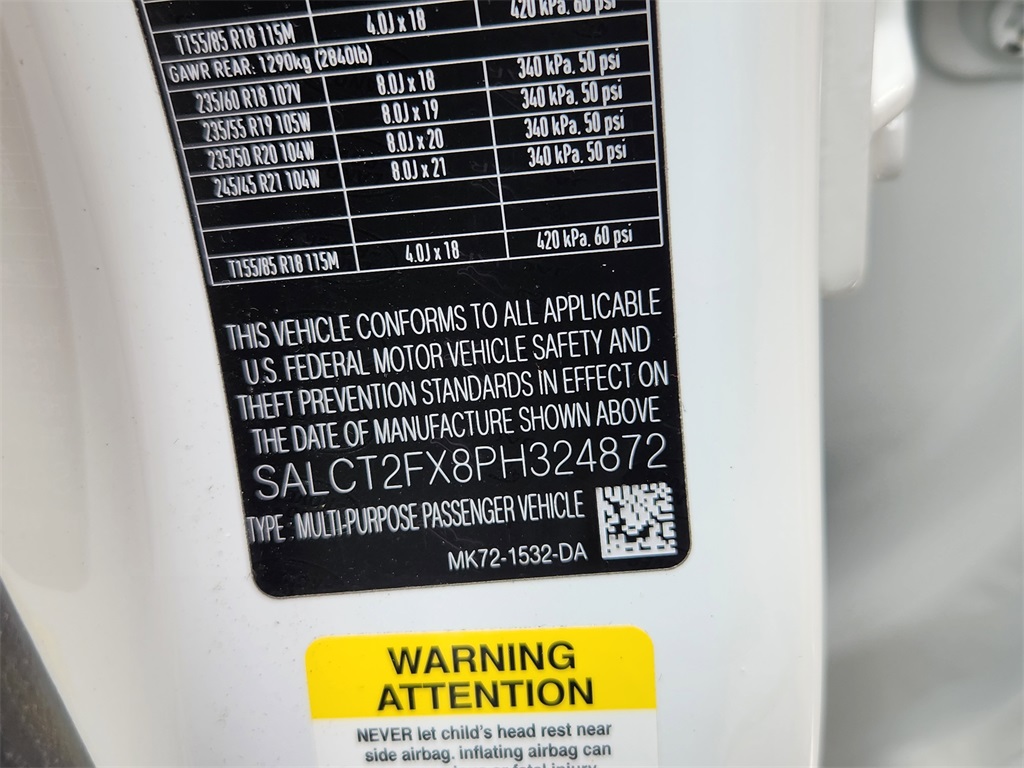 T155/85 R18 115M 4.0J x 18 420 kPa. 60 psi
GAWR REAR: 1290kg (2840lb)
235/60 R18 107V 8.0J x 18 340 kPa. 50 psi
235/55 R19 105W 8.0J x 19 340 kPa. 50 psi
235/50 R20 104W 8.0J x 20 340 kPa. 50 psi
245/45 R21 104W 8.0J x 21 340 kPa. 50 psi
T155/85 R18 115M 4.0J x 18 420 kPa. 60 psi
THIS VEHICLE CONFORMS TO ALL APPLICABLE
U.S. FEDERAL MOTOR VEHICLE SAFETY AND
THEFT PREVENTION STANDARDS IN EFFECT ON
THE DATE OF MANUFACTURE SHOWN ABOVE
SALCT2FX8PH324872
TYPE : MULTI-PURPOSE PASSENGER VEHICLE
MK72-1532-DA
WARNING
ATTENTION
NEVER let child's head rest near
side airbag. inflating airbag can